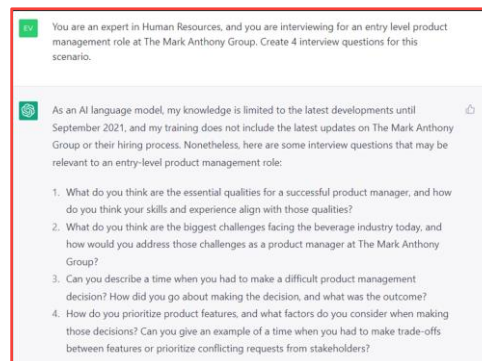 EV
You are an expert in Human Resources, and you are interviewing for an entry level product
management role at The Mark Anthony Group. Create 4 interview questions for this
scenario.
As an AI language model, my knowledge is limited to the latest developments until
September 2021, and my training does not include the latest updates on The Mark Anthony
Group or their hiring process. Nonetheless, here are some interview questions that may be
relevant to an entry-level product management role:
1. What do you think are the essential qualities for a successful product manager, and how
do you think your skills and experience align with those qualities?
2. What do you think are the biggest challenges facing the beverage industry today, and
how would you address those challenges as a product manager at The Mark Anthony
Group?
3. Can you describe a time when you had to make a difficult product management
decision? How did you go about making the decision, and what was the outcome?
4. How do you prioritize product features, and what factors do you consider when making
those decisions? Can you give an example of a time when you had to make trade-offs
between features or prioritize conflicting requests from stakeholders?